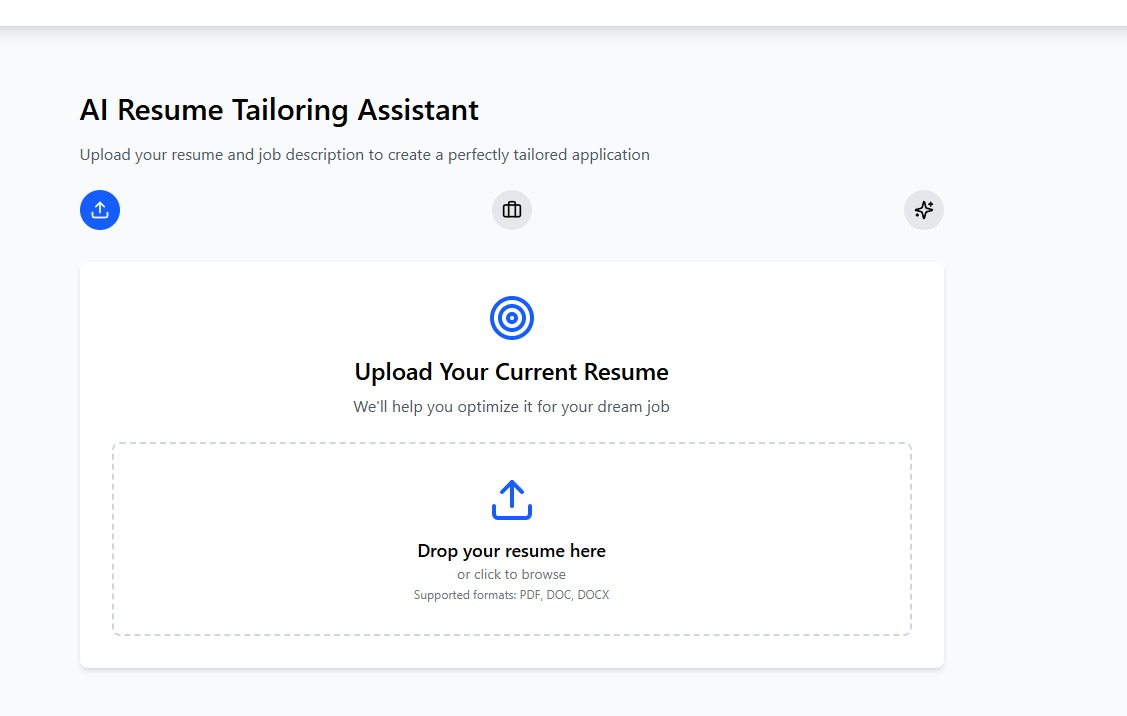 AI Resume Tailoring Assistant
Upload your resume and job description to create a perfectly tailored application
Upload Your Current Resume
We'll help you optimize it for your dream job
Drop your resume here
or click to browse
Supported formats: PDF, DOC, DOCX